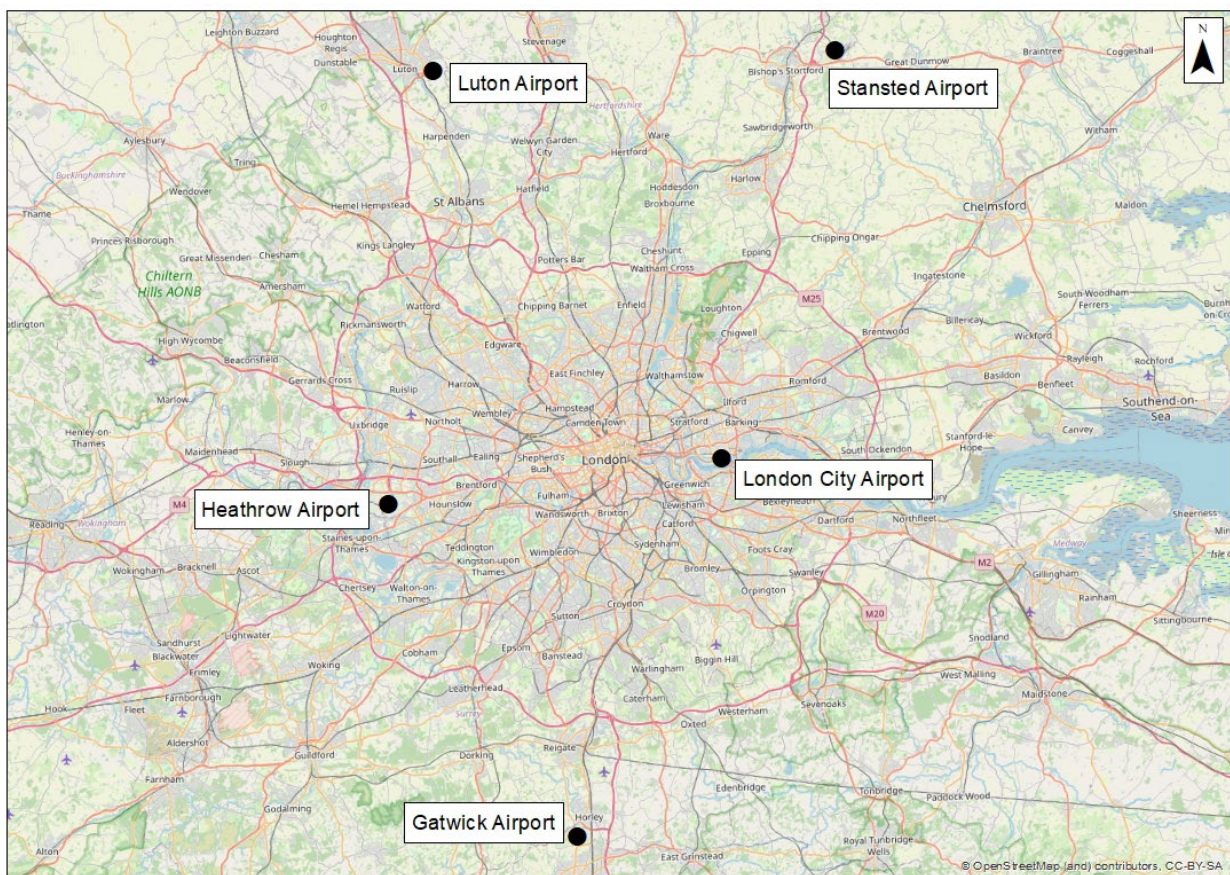 Leighton Buzzard
Houghton
Regis
Dunstable
Luton
Luton Airport
Stevenage
Hertfordshire
Bishop's Stortford
Stansted Airport
Great Dunmow
Braintree
Coggeshall
N
Harpenden
Welwyn Garden
City
Ware
Hertford
Sawbridgeworth
Witham
Aylesbury
Tring
Buckinghamshire
Wendover
Thame
Hemel Hempstead
St Albans
Hatfield
Hoddesdon
Broxbourne
Harlow
Chelmsford
Maldon
Princes Risborough
Great Missenden
Chesham
Kings Langley
Potters Bar
Cheshunt
Waltham Cross
Epping
Chipping Ongar
Ingatestone
Chiltern
Hills AONB
Amersham
Watford
Chipping Barnet
Enfield
Loughton
M25
South Woodham
Ferrers
Burnh
on-Cro
atlington
High Wycombe
Rickmansworth
Edgware
Chigwell
Brentwood
Billericay
Wickford
Rayleigh
Rochford
Beaconsfield
Gerrards Cross
Ruislip
Harrow
East Finchley
Walthamstow
Romford
Basildon
Benfleet
Southend-on-
Sea
Marlow
Henley-on-
Thames
Uxbridge
Northolt
Wembley
Hampstead
Camden Town
Stratford
Ilford
Barking
South Ockendon
Stanford-le
Hope
Canvey
Maidenhead
Slough
Southall
Ealing
Shepherd's
Bush
London
London City Airport
Greenwich
Bexleyheath
bury
M4
Heathrow Airport
Hounslow
Brentford
Fulham
Wandsworth
Brixton
Lewisham
Catford
Dartford
Northfleet
Sheerness
Min
Isle o
Reading
Wokingham
Staines-upon
Thames
Teddington
Kingston-upon
Thames
Wimbledon
Sydenham
Foots Cray
Bromley
Swanley
Medway
M2
Gillingham
Rainham
Sittingbourne
Wokingham
Bracknell
Ascot
Chertsey
Walton-on
-Thames
Sutton
Croydon
Orpington
M20
Snodland
Sandhurst
Blackwater
Lightwater
Frimley
Woking
Cobham
Epsom
Banstead
Warlingham
Biggin Hill
Caterham
West Malling
Maidstone
Hook
Fleet
Farnborough
Leatherhead
Surrey
Oxted
Westerham
Sevenoaks
Aldershot
Farnham
Guildford
Dorking
Reigate
Godalming
Edenbridge
Tonbridge
Paddock Wood
Gatwick Airport
Horley
Alton
East Grinstead
Royal Tunbridge
Wells
© OpenStreetMap (and) contributors, CC-BY-SA